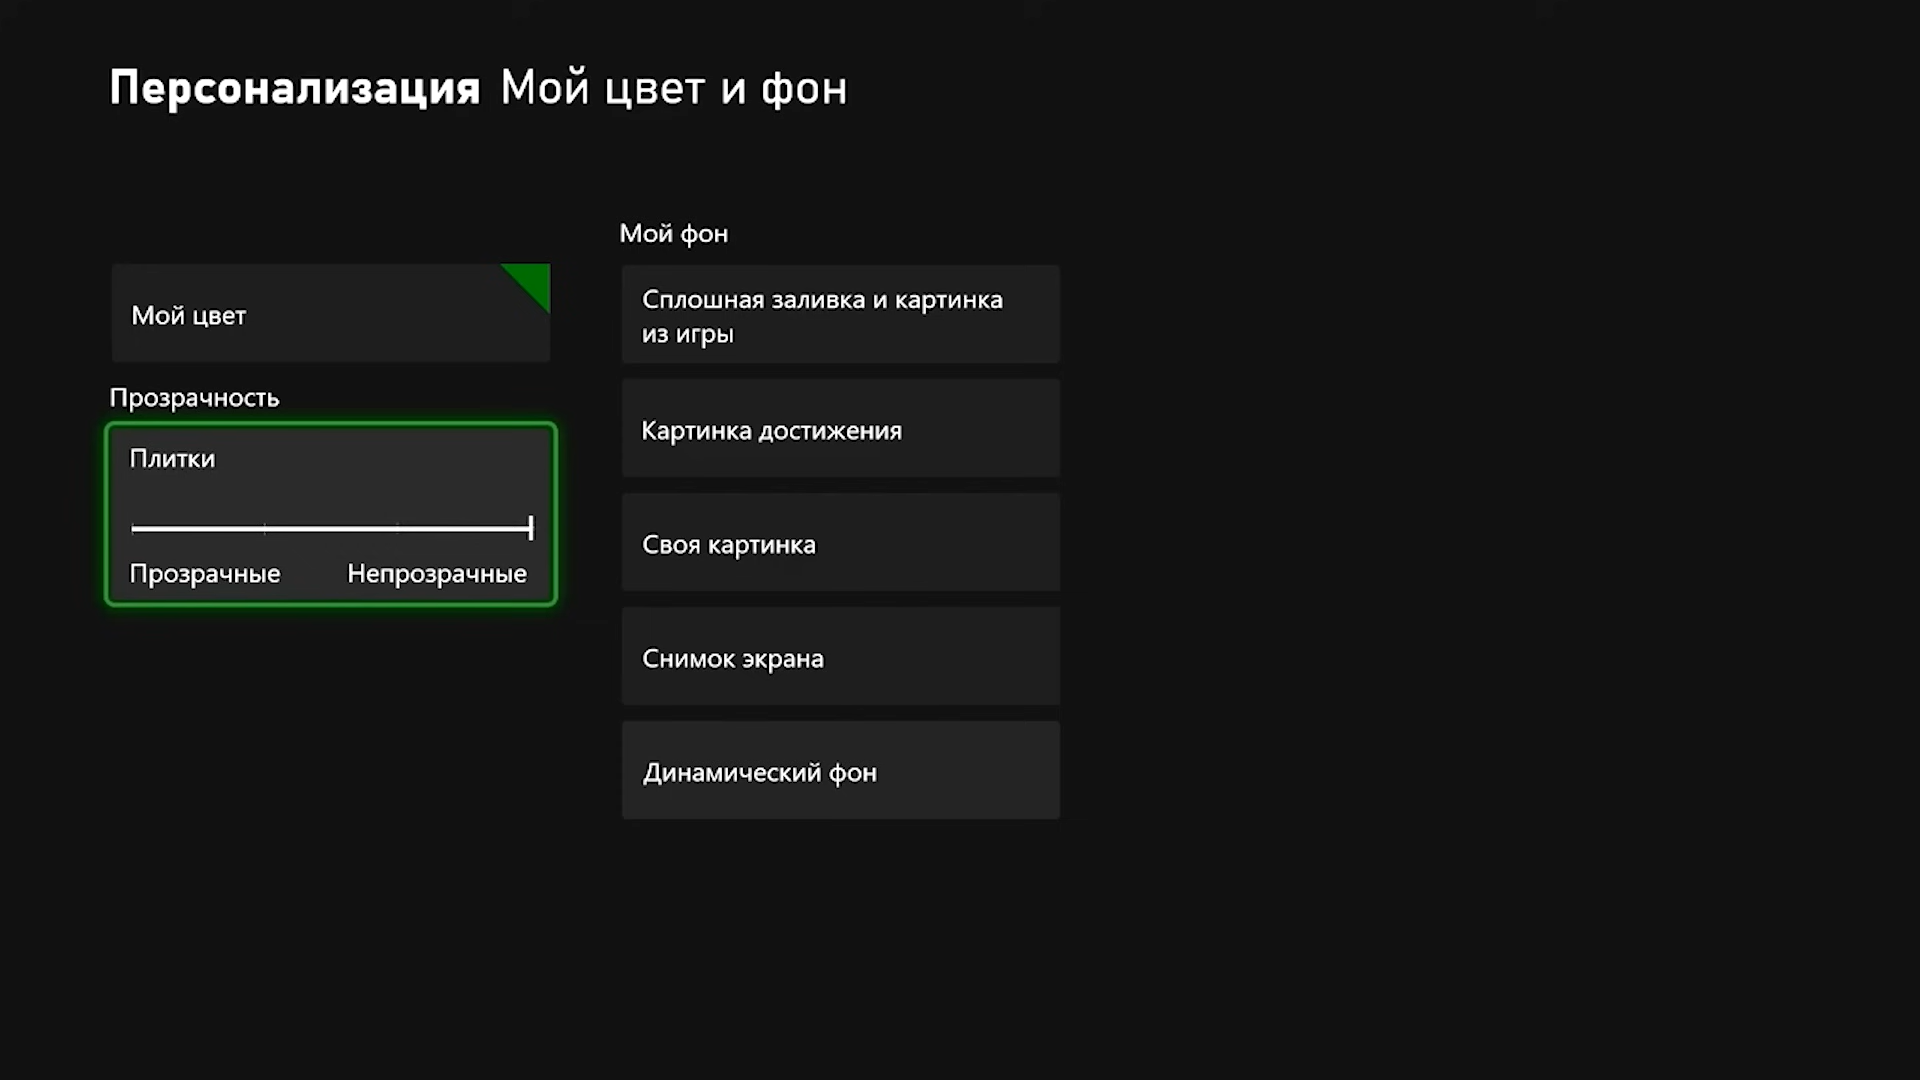 Персонализация Мой цвет и фон
Мой цвет
Прозрачность
Плитки
Прозрачные Непрозрачные
Мой фон
Сплошная заливка и картинка
из игры
Картинка достижения
Своя картинка
Снимок экрана
Динамический фон